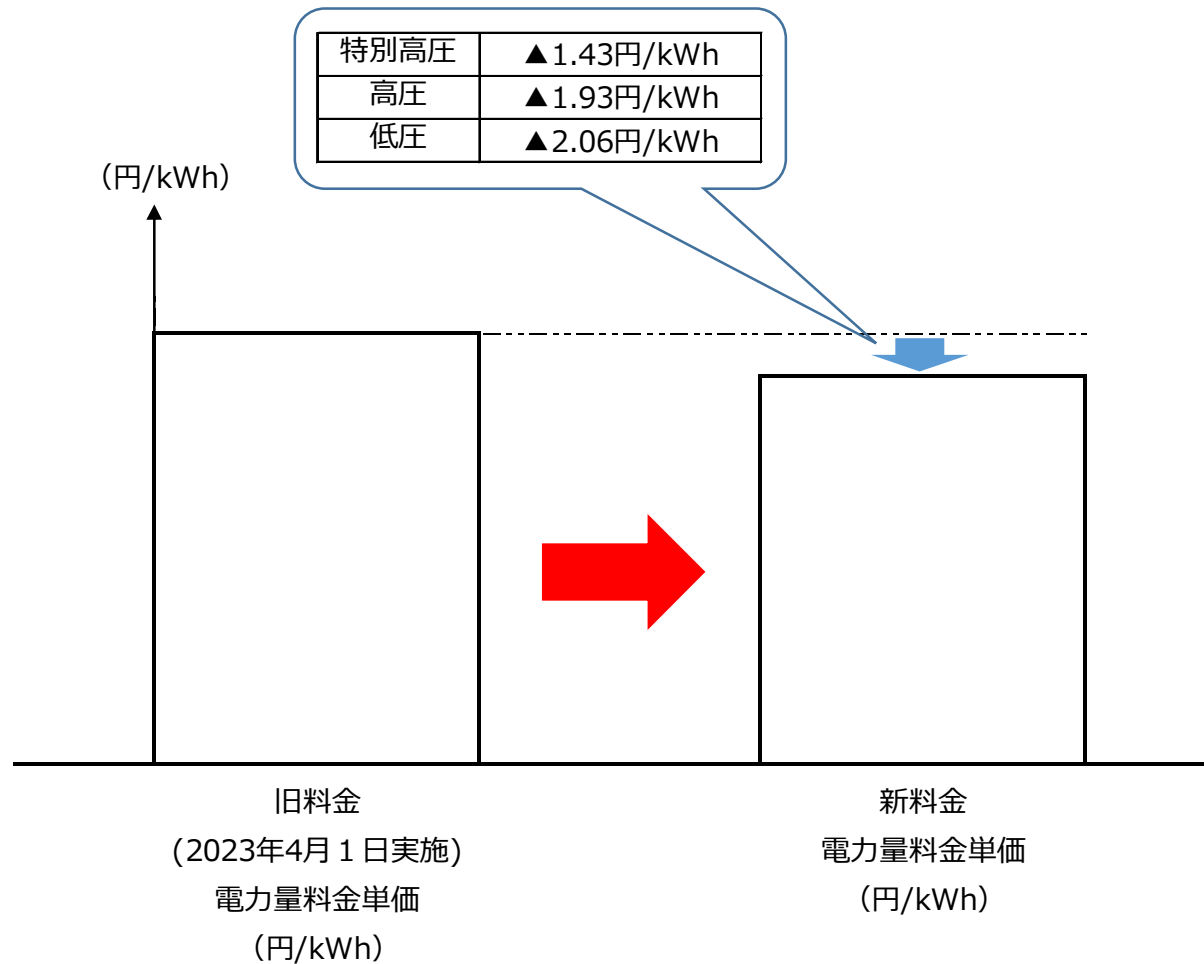 特別高圧 ▲1.43円/kWh
高圧 ▲1.93円/kWh
低圧 ▲2.06円/kWh
（円/kWh）
旧料金
(2023年4月１日実施)
電力量料金単価
（円/kWh）
新料金
電力量料金単価
（円/kWh）